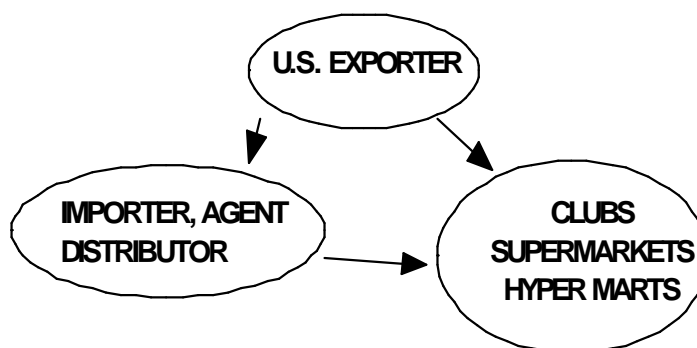 U.S. EXPORTER
IMPORTER, AGENT
DISTRIBUTOR
CLUBS
SUPERMARKETS
HYPER MARTS